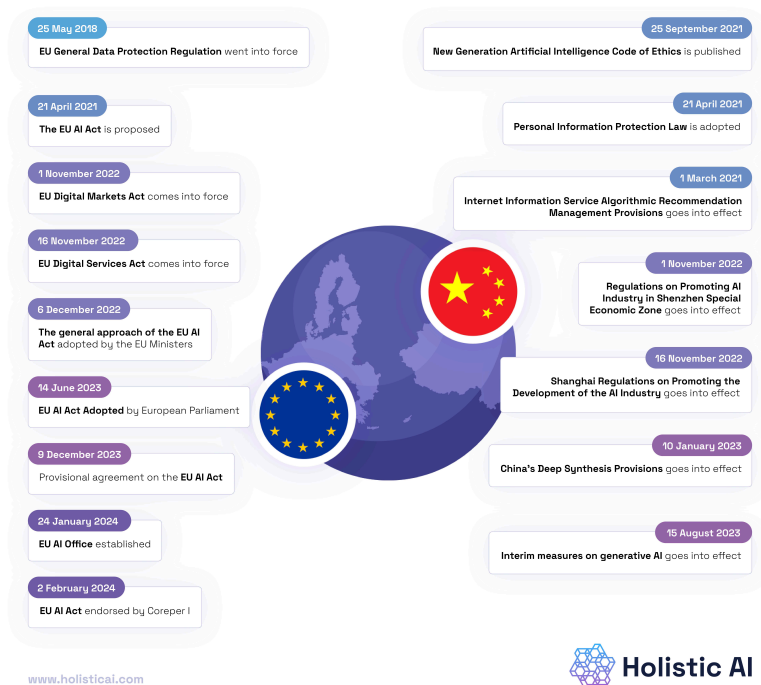 25 May 2018
EU General Data Protection Regulation went into force
21 April 2021
The EU AI Act is proposed
1 November 2022
EU Digital Markets Act comes into force
16 November 2022
EU Digital Services Act comes into force
6 December 2022
The general approach of the EU AI
Act adopted by the EU Ministers
14 June 2023
EU AI Act Adopted by European Parliament
9 December 2023
Provisional agreement on the EU AI Act
24 January 2024
EU AI Office established
2 February 2024
EU AI Act endorsed by Coreper I
25 September 2021
New Generation Artificial Intelligence Code of Ethics is published
21 April 2021
Personal Information Protection Law is adopted
1 March 2021
Internet Information Service Algorithmic Recommendation
Management Provisions goes into effect
1 November 2022
Regulations on Promoting AI
Industry in Shenzhen Special
Economic Zone goes into effect
16 November 2022
Shanghai Regulations on Promoting the
Development of the AI Industry goes into effect
10 January 2023
China's Deep Synthesis Provisions goes into effect
15 August 2023
Interim measures on generative AI goes into effect
www.holisticai.com
Holistic AI